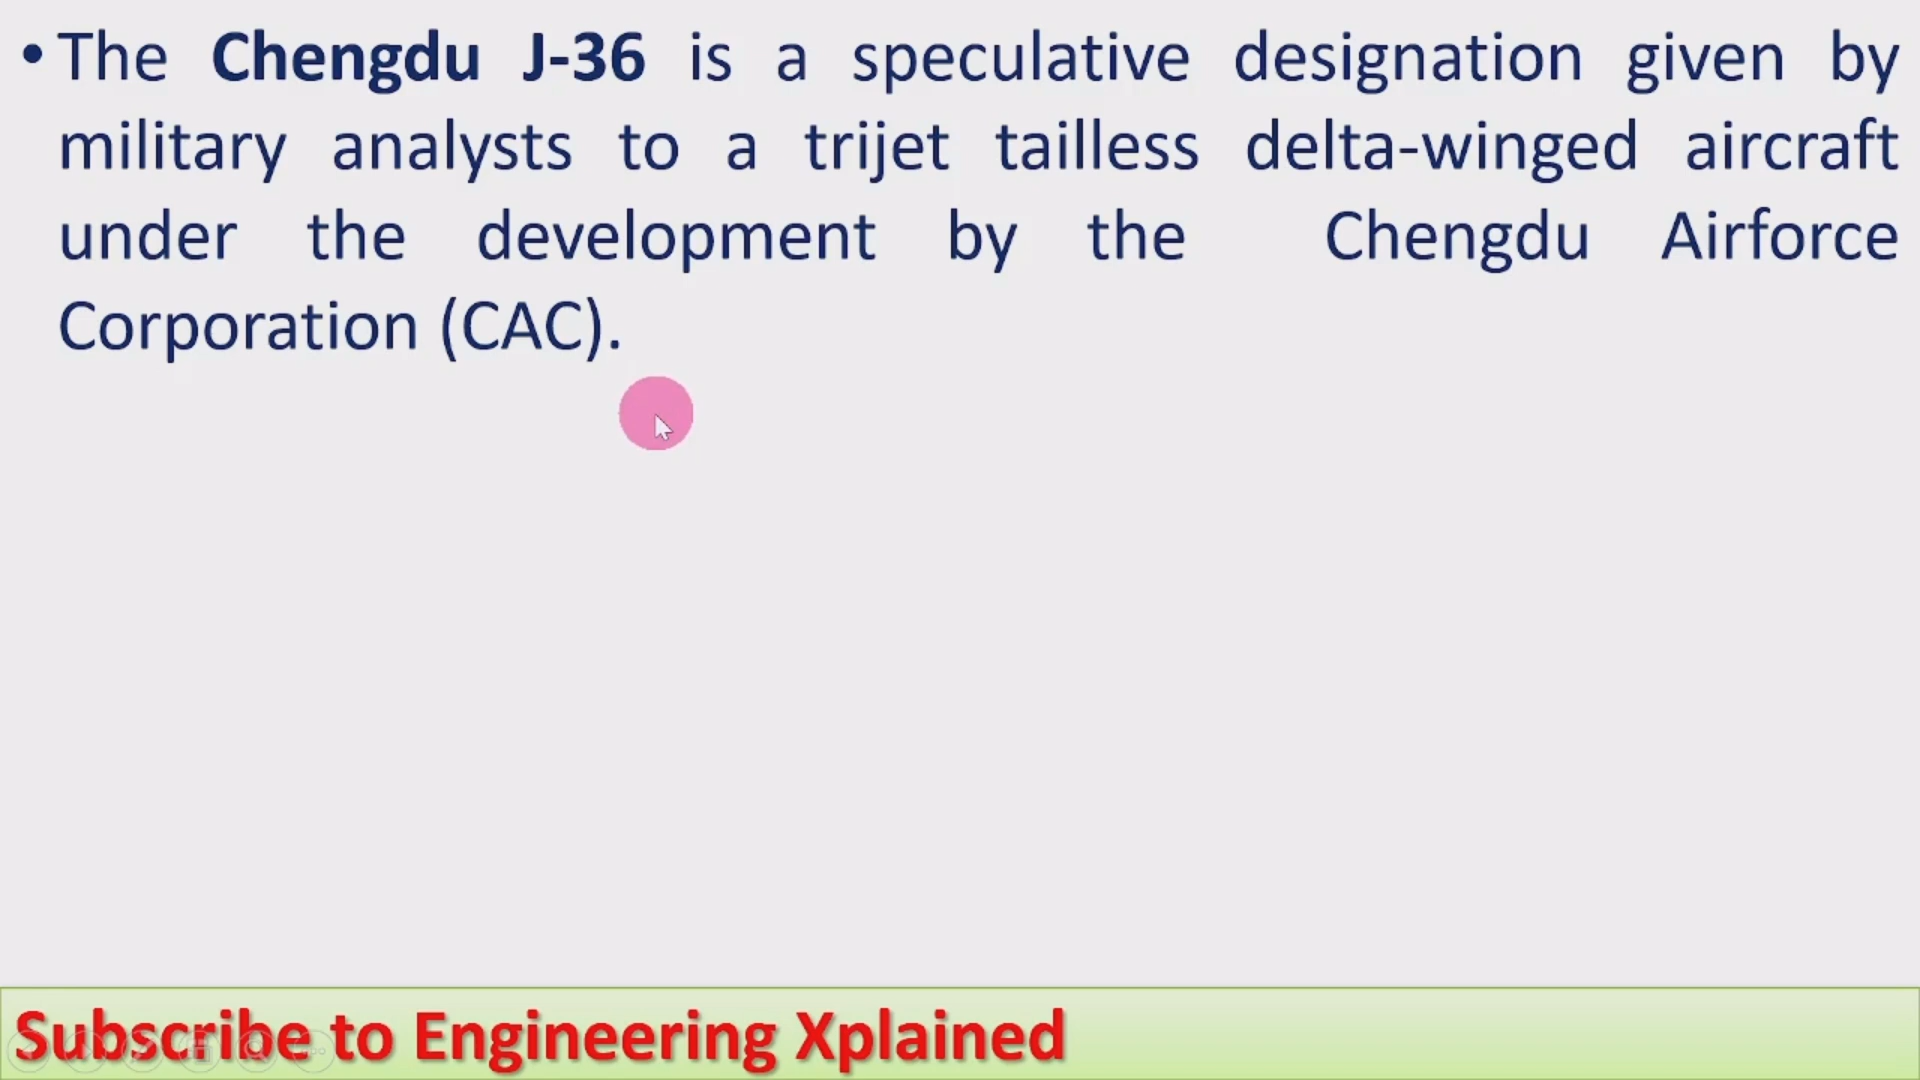 • The Chengdu J-36 is a speculative designation given by
military analysts to a trijet tailless delta-winged aircraft
under the development by the Chengdu Airforce
Corporation (CAC).
Subscribe to Engineering Xplained